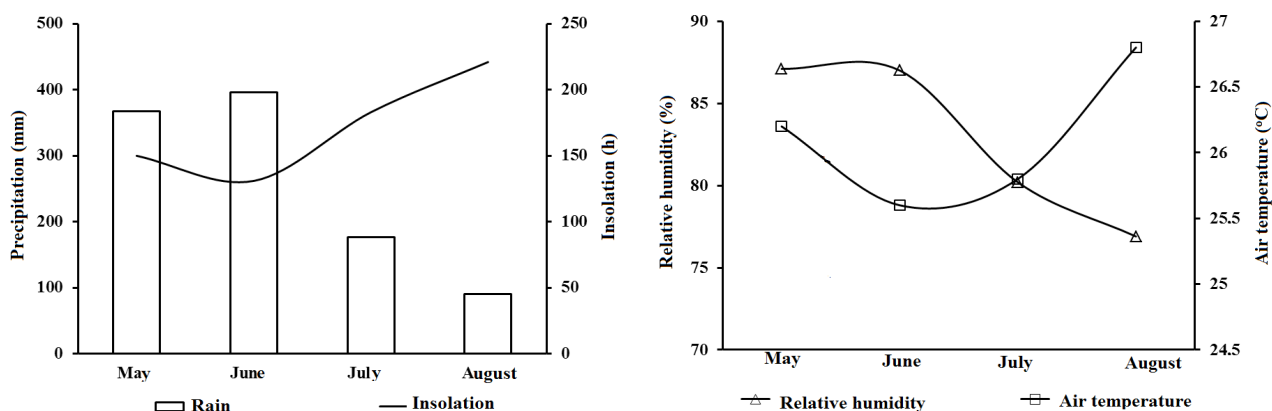 Precipitation (mm)
500
400
300
200
100
0
May
June
July
August
250
200
150
100
50
0
Insolation (h)
Rain
Insolation
Relative humidity (%)
90
85
80
75
70
May
June
July
August
27
26.5
26
25.5
25
24.5
Air temperature (°C)
Relative humidity
Air temperature